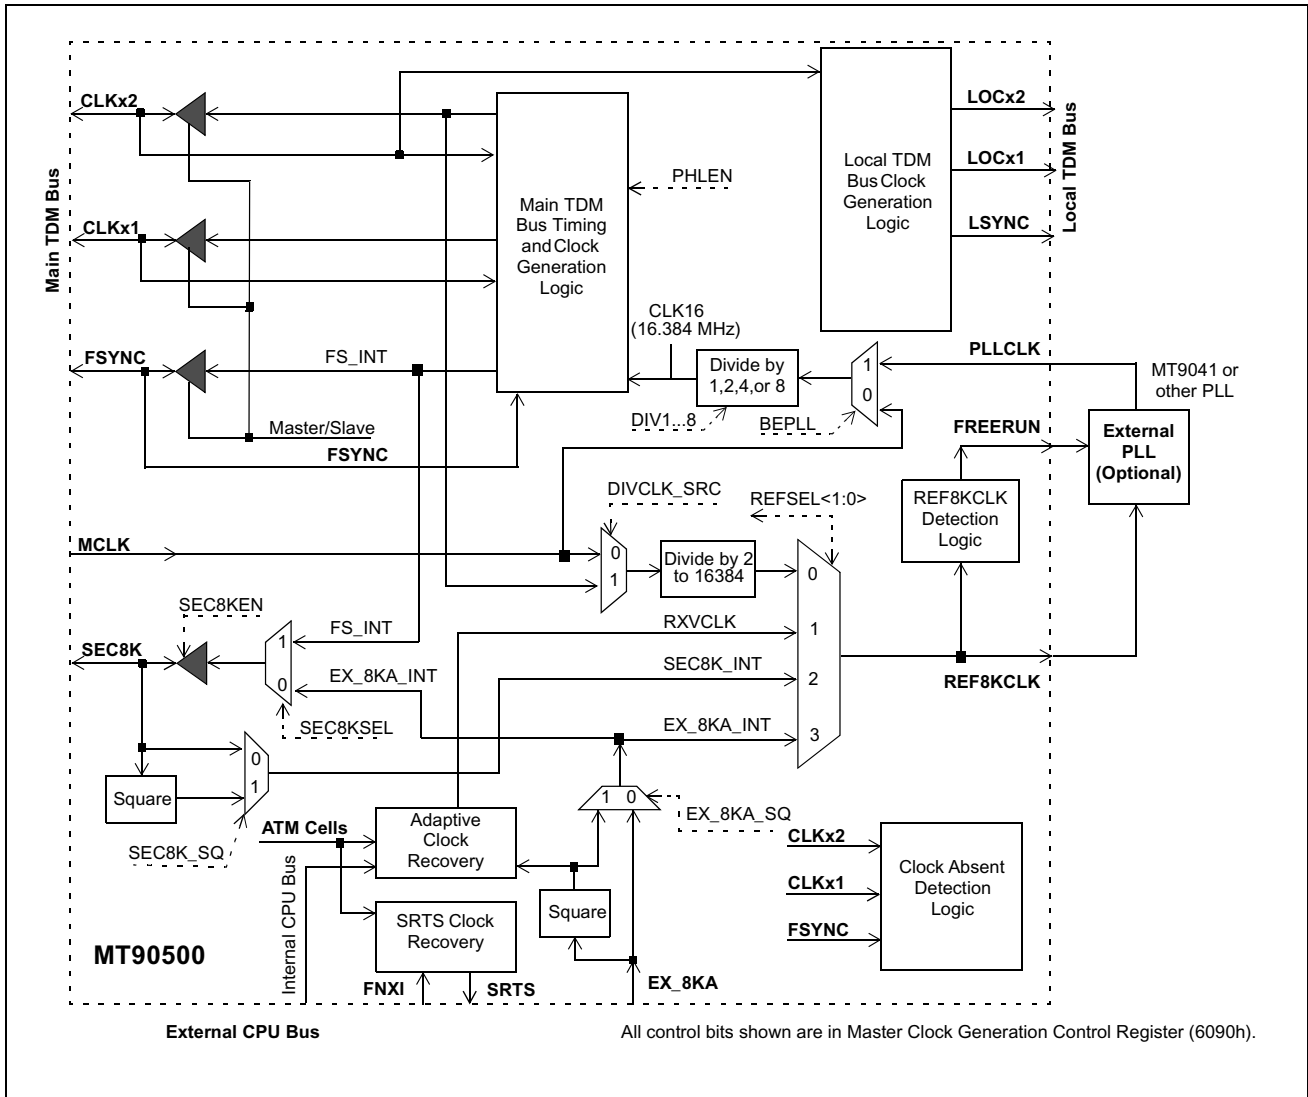 CLKx2
LOCx2
LOCx1
LSYNC
Local TDM Bus
Local TDM
Bus Clock
Generation
Logic
PHLEN
Main TDM
Bus Timing
and Clock
Generation
Logic
CLKx1
Main TDM Bus
CLK16
(16.384 MHz)
FSYNC
FS_INT
Divide by
1,2,4,or 8
1
0
PLLCLK
MT9041 or
other PLL
DIV1...8
BEPLL
Master/Slave
FSYNC
FREERUN
External
PLL
(Optional)
DIVCLK_SRC
REFSEL<1:0>
REF8KCLK
Detection
Logic
MCLK
0
1
Divide by 2
to 16384
0
1
2
3
SEC8KEN
RXVCLK
FS_INT
SEC8K
1
0
SEC8K_INT
EX_8KA_INT
REF8KCLK
SEC8KSEL
EX_8KA_INT
0
1
Square
1 0
EX_8KA_SQ
SEC8K_SQ
ATM Cells
Adaptive
Clock
Recovery
CLKx2
CLKx1
FSYNC
Clock Absent
Detection
Logic
Internal CPU Bus
Square
SRTS Clock
Recovery
MT90500
FNXI
SRTS
EX_8KA
External CPU Bus
All control bits shown are in Master Clock Generation Control Register (6090h).